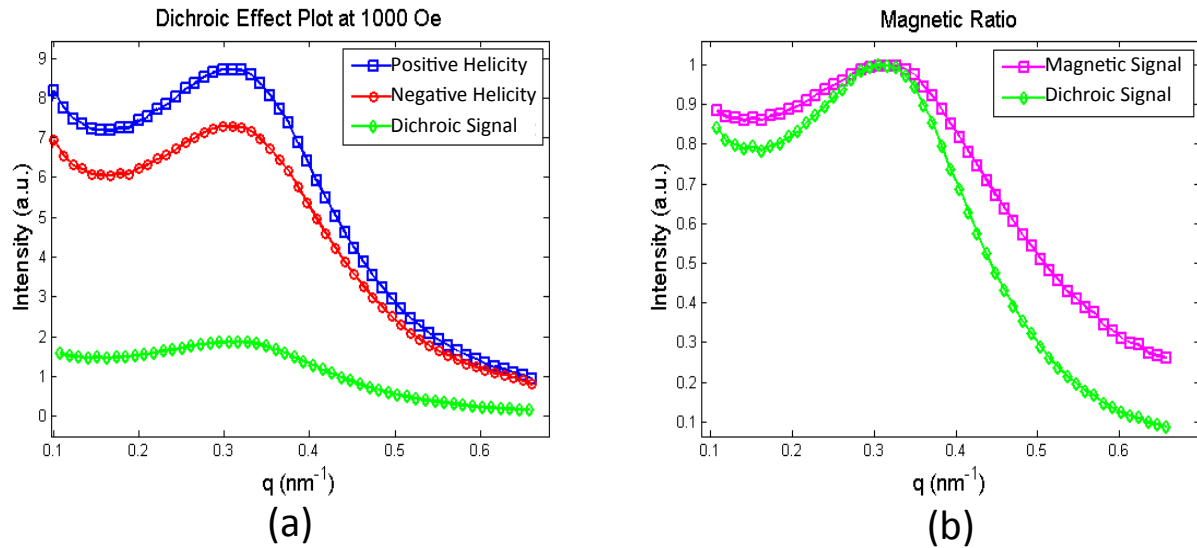 Dichroic Effect Plot at 1000 Oe
9
8
7
6
5
4
3
2
1
0
Intensity (a.u.)
Positive Helicity
Negative Helicity
Dichroic Signal
0.1 0.2 0.3 0.4 0.5 0.6
q (nm⁻¹)
(a)
Magnetic Ratio
1
0.9
0.8
0.7
0.6
0.5
0.4
0.3
0.2
0.1
Intensity (a.u.)
Magnetic Signal
Dichroic Signal
0.1 0.2 0.3 0.4 0.5 0.6
q (nm⁻¹)
(b)